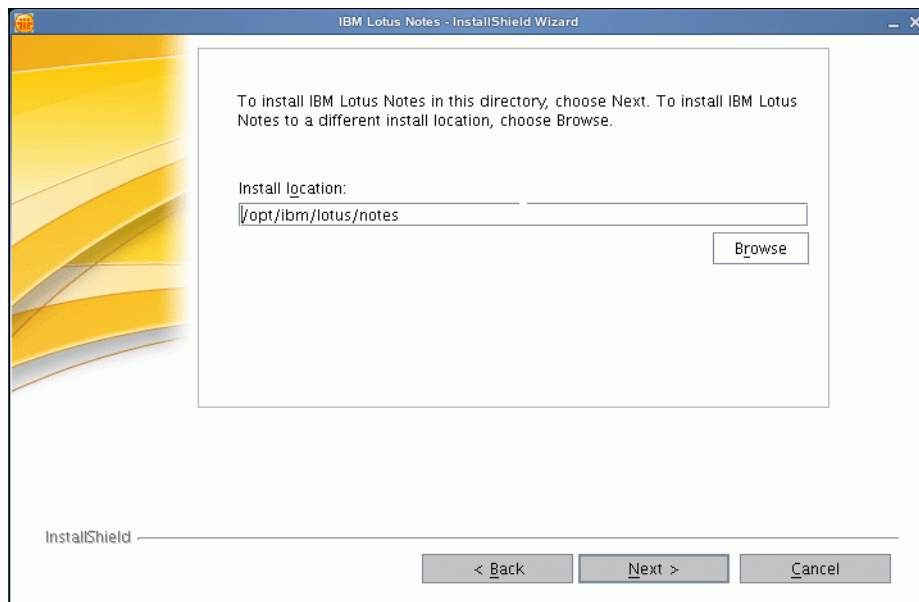 IBM Lotus Notes - InstallShield Wizard
To install IBM Lotus Notes in this directory, choose Next. To install IBM Lotus
Notes to a different install location, choose Browse.
Install location:
/opt/ibm/lotus/notes
Browse
InstallShield
< Back
Next >
Cancel